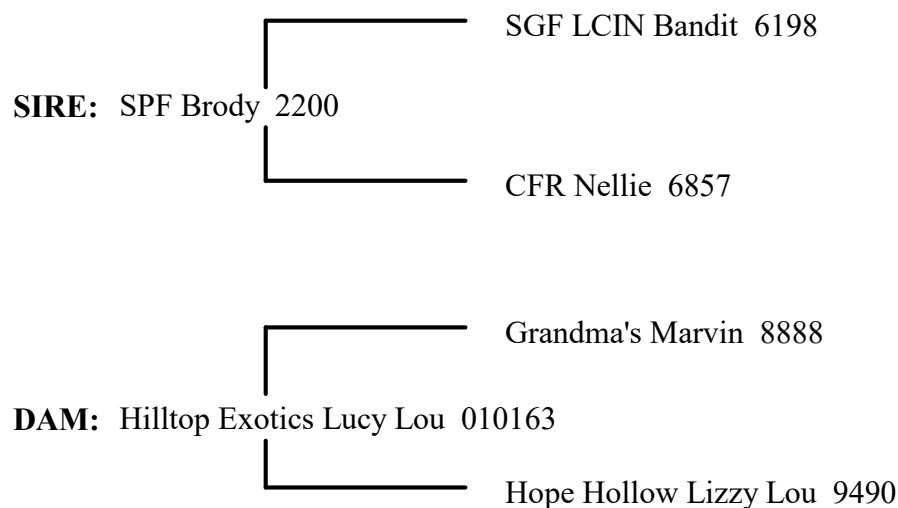 SGF LCIN Bandit 6198
SIRE: SPF Brody 2200
CFR Nellie 6857
Grandma's Marvin 8888
DAM: Hilltop Exotics Lucy Lou 010163
Hope Hollow Lizzy Lou 9490